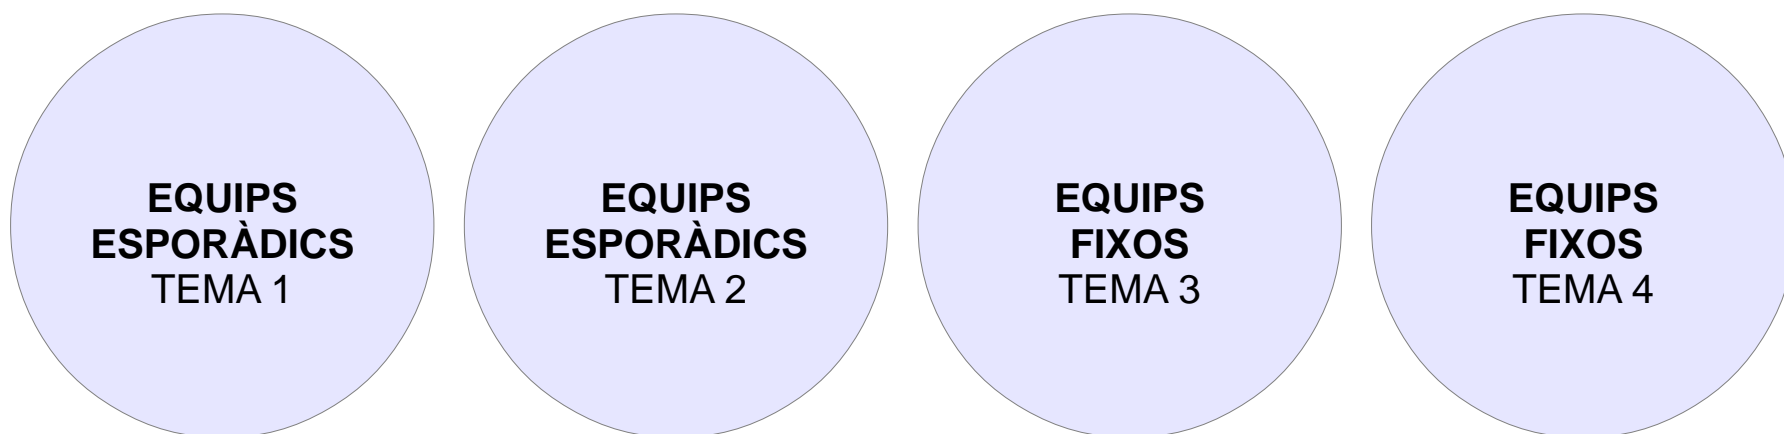 EQUIPS
ESPORÀDICS
TEMA 1
EQUIPS
ESPORÀDICS
TEMA 2
EQUIPS
FIXOS
TEMA 3
EQUIPS
FIXOS
TEMA 4